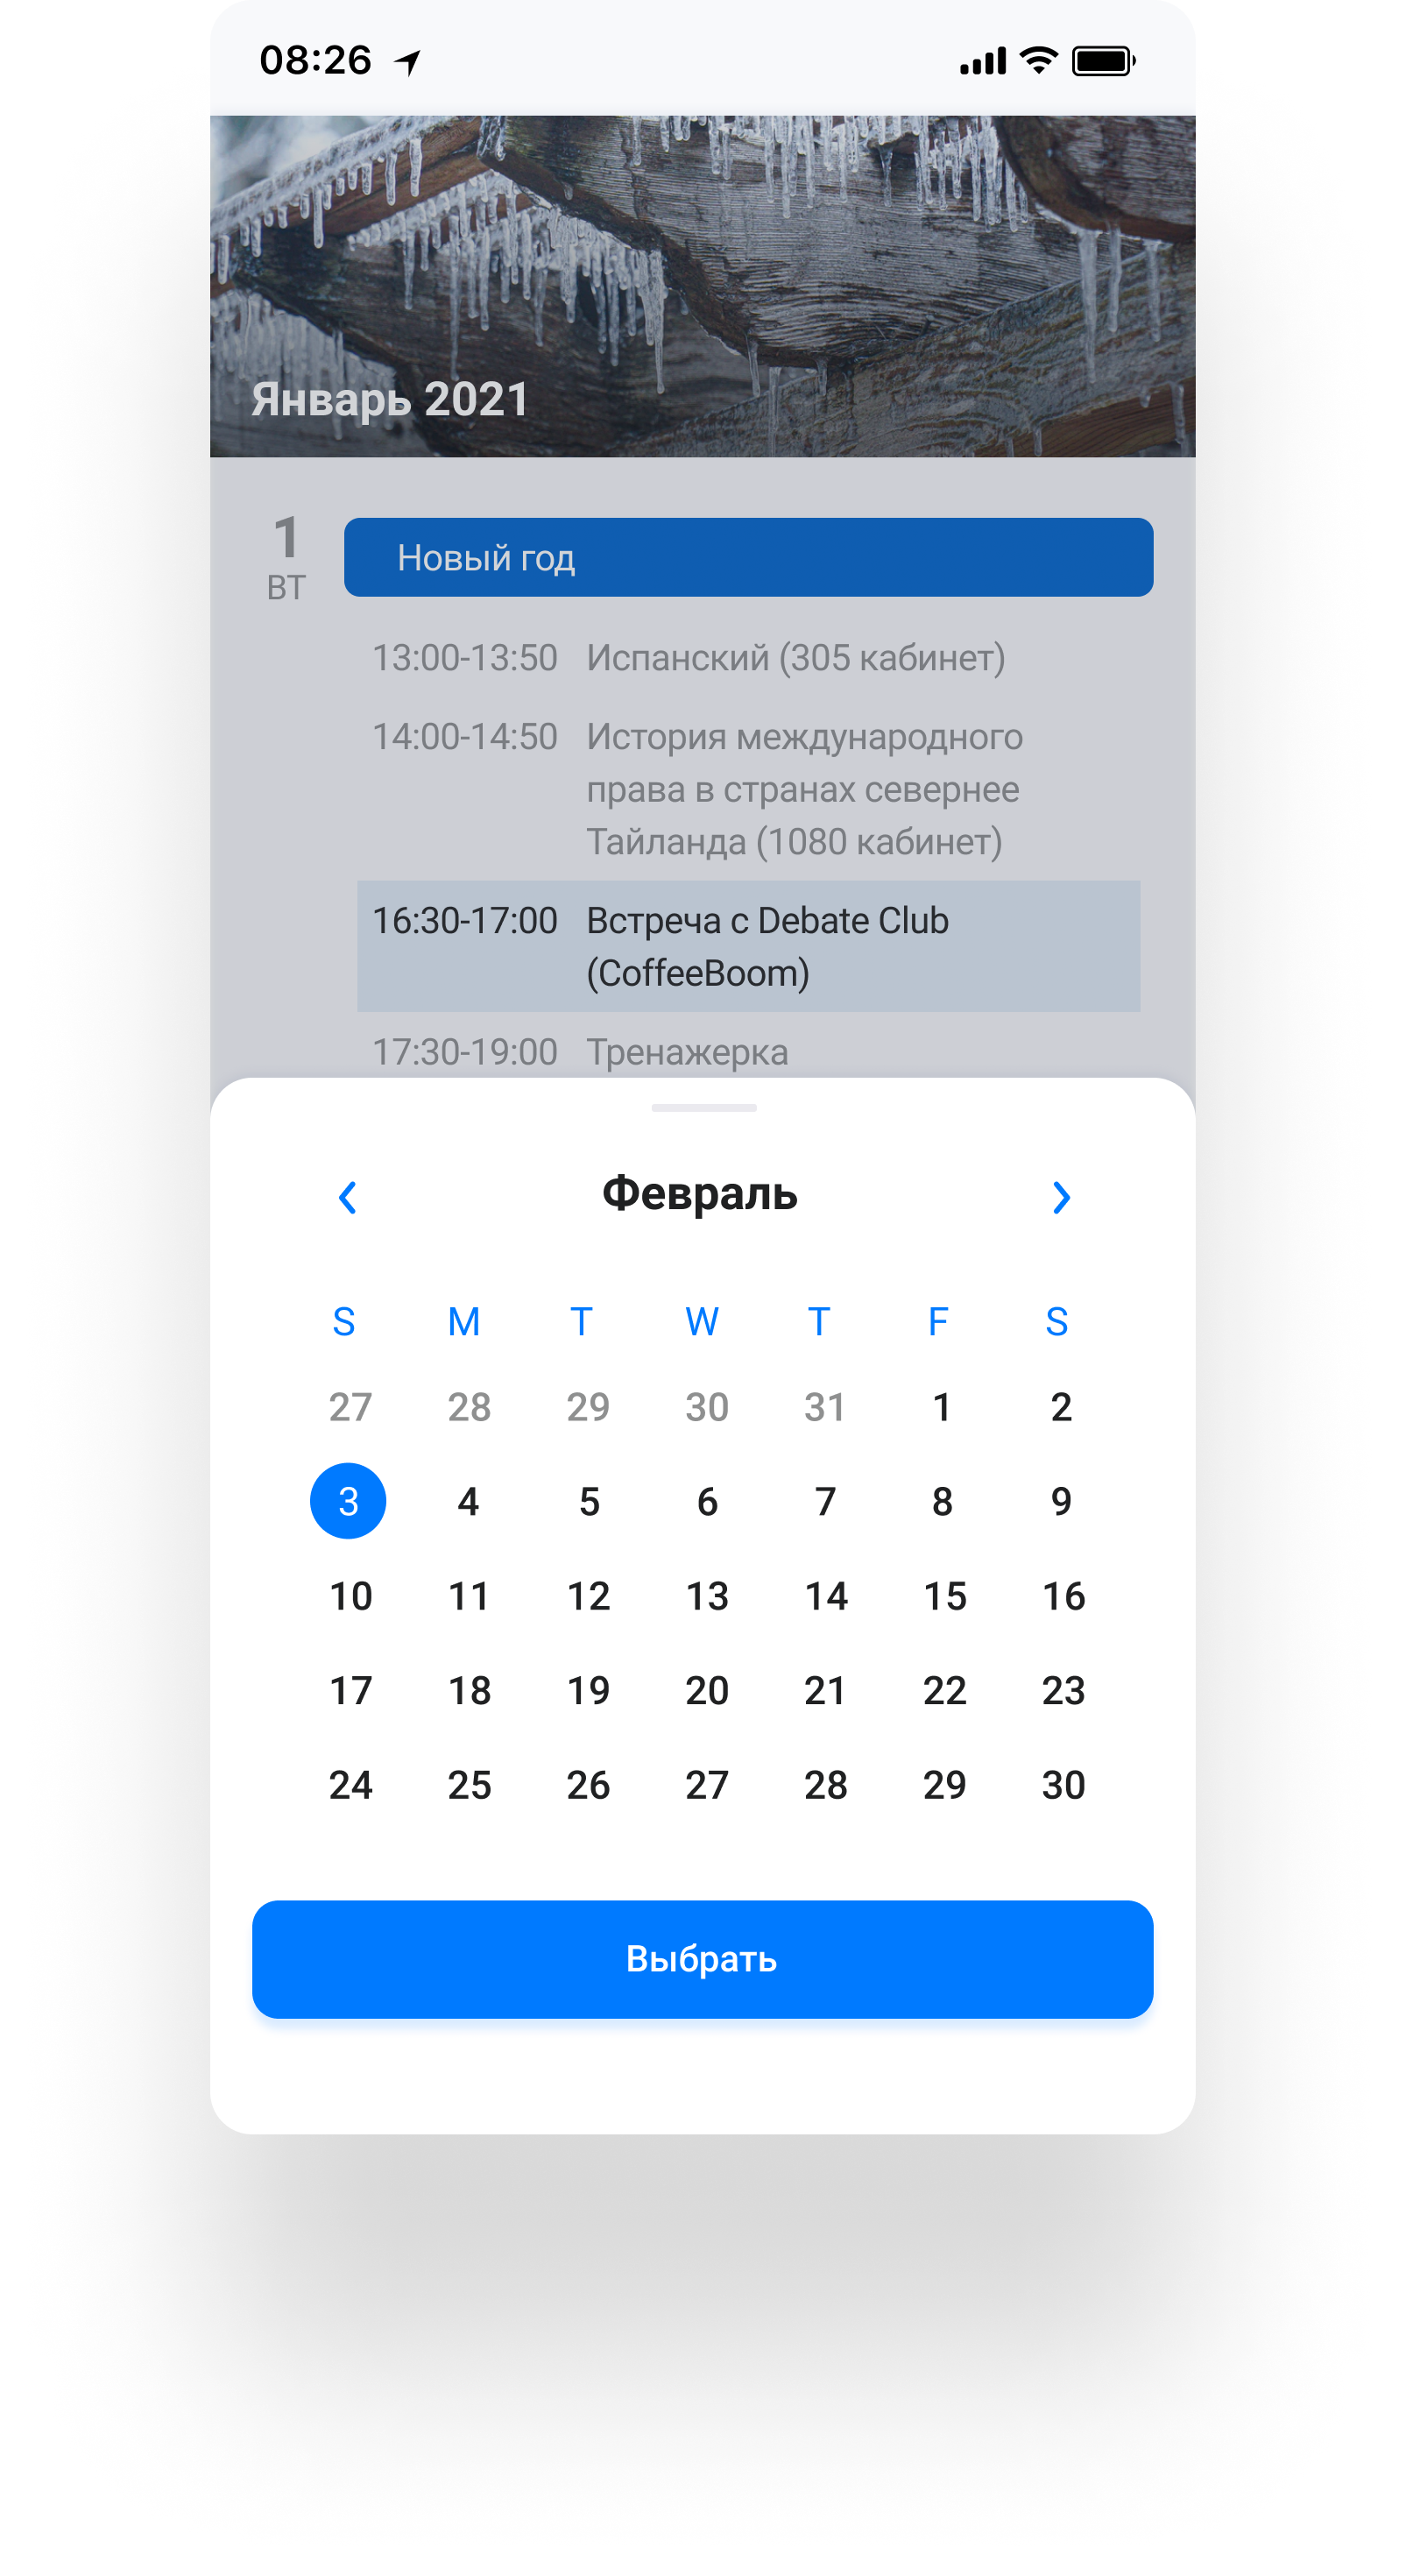 08:26
Январь 2021
1
ВТ
Новый год
13:00-13:50 Испанский (305 кабинет)
14:00-14:50 История международного
права в странах севернее
Тайланда (1080 кабинет)
16:30-17:00 Встреча с Debate Club
(CoffeeBoom)
17:30-19:00 Тренажерка
Февраль
S M T W T F S
27 28 29 30 31 1 2
3 4 5 6 7 8 9
10 11 12 13 14 15 16
17 18 19 20 21 22 23
24 25 26 27 28 29 30
Выбрать